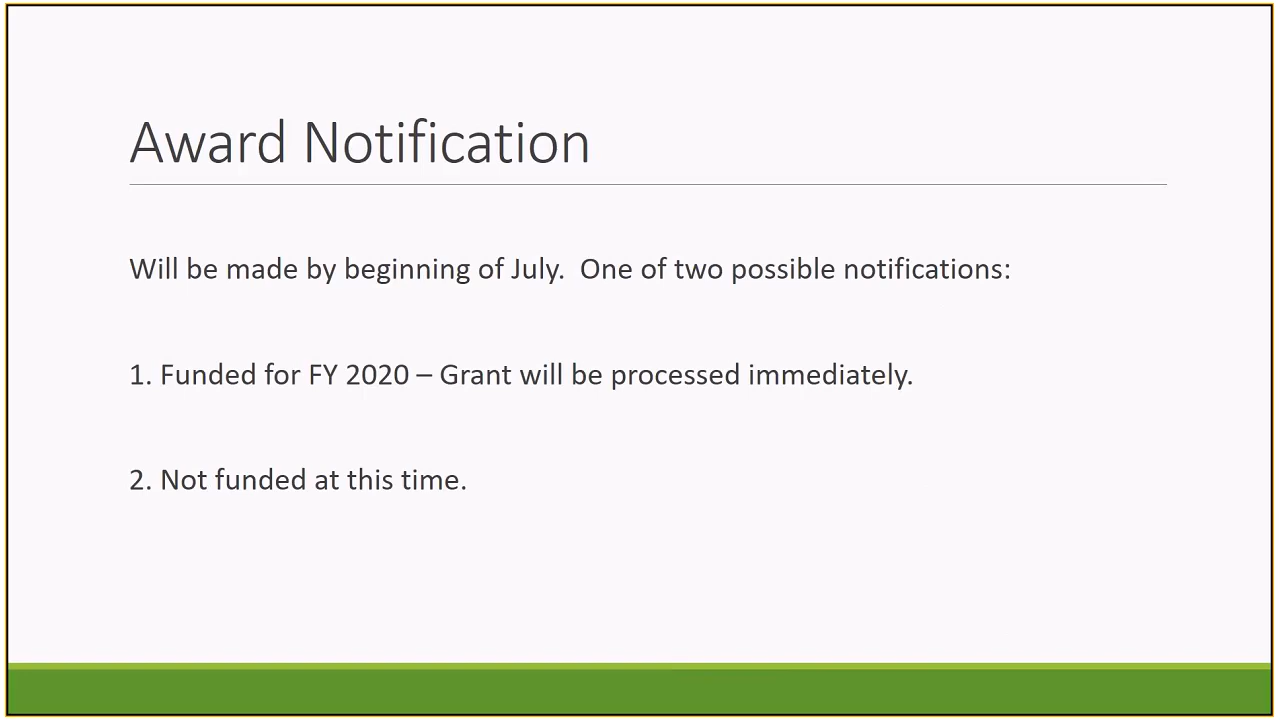 Award Notification
Will be made by beginning of July.  One of two possible notifications:
1. Funded for FY 2020 – Grant will be processed immediately.
2. Not funded at this time.